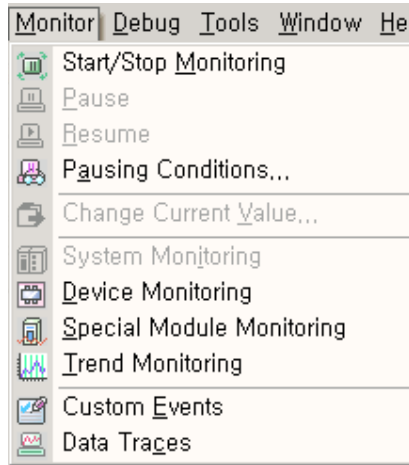 Monitor Debug Tools Window He
Start/Stop Monitoring
Pause
Resume
Pausing Conditions...
Change Current Value...
System Monitoring
Device Monitoring
Special Module Monitoring
Trend Monitoring
Custom Events
Data Traces